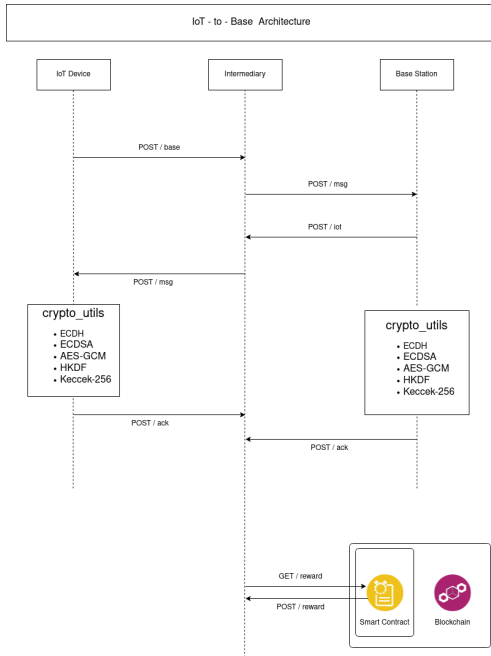 IoT - to - Base Architecture
IoT Device
Intermediary
Base Station
POST / base
POST / msg
POST / iot
POST / msg
crypto_utils
• ECDH
• ECDSA
• AES-GCM
• HKDF
• Keccek-256
crypto_utils
• ECDH
• ECDSA
• AES-GCM
• HKDF
• Keccek-256
POST / ack
POST / ack
GET / reward
POST / reward
Smart Contract
Blockchain